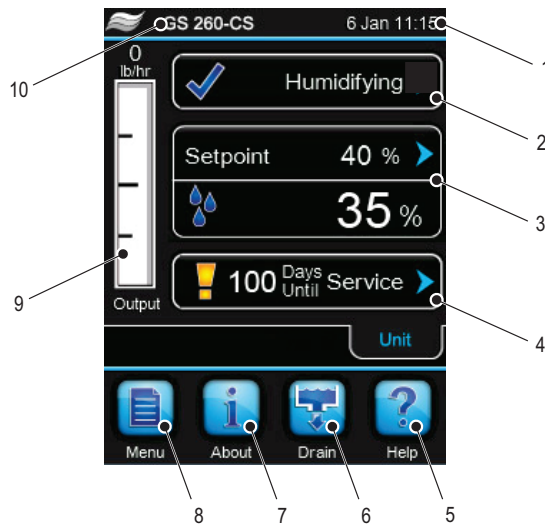 GS 260-CS 6 Jan 11:15
1
10
0
lb/hr
Humidifying
2
Setpoint 40 %
35 %
3
9
100 Days Until Service
Output
4
Unit
Menu About Drain Help
8 7 6 5